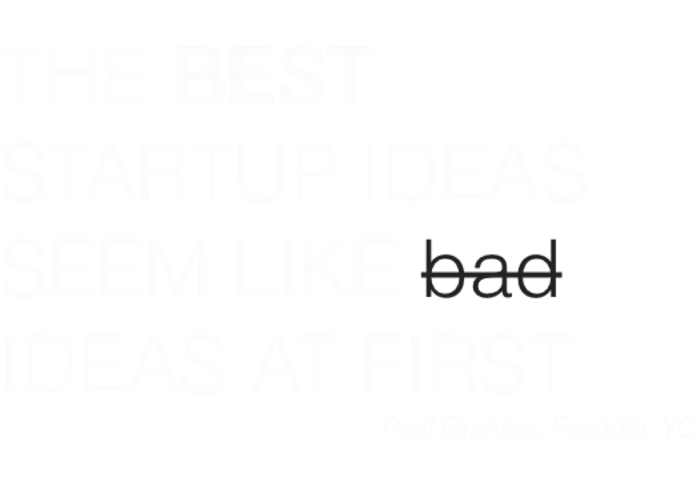 THE BEST
STARTUP IDEAS
SEEM LIKE bad
IDEAS AT FIRST
Paul Graham, Founder, YC